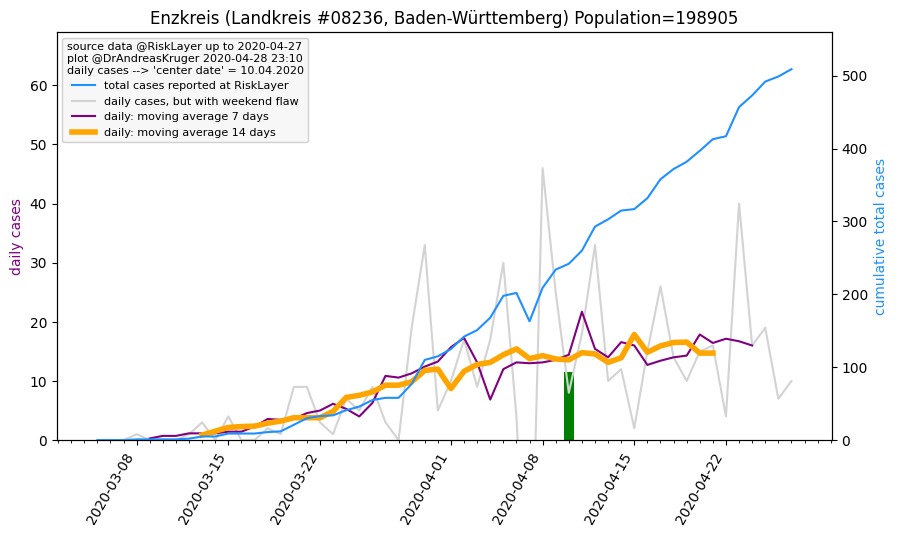 Enzkreis (Landkreis #08236, Baden-Württemberg) Population=198905
source data @RiskLayer up to 2020-04-27
plot @DrAndreasKruger 2020-04-28 23:10
daily cases --> 'center date' = 10.04.2020
total cases reported at RiskLayer
daily cases, but with weekend flaw
daily: moving average 7 days
daily: moving average 14 days
daily cases
60
50
40
30
20
10
0
cumulative total cases
500
400
300
200
100
0
2020-03-08
2020-03-15
2020-03-22
2020-04-01
2020-04-08
2020-04-15
2020-04-22